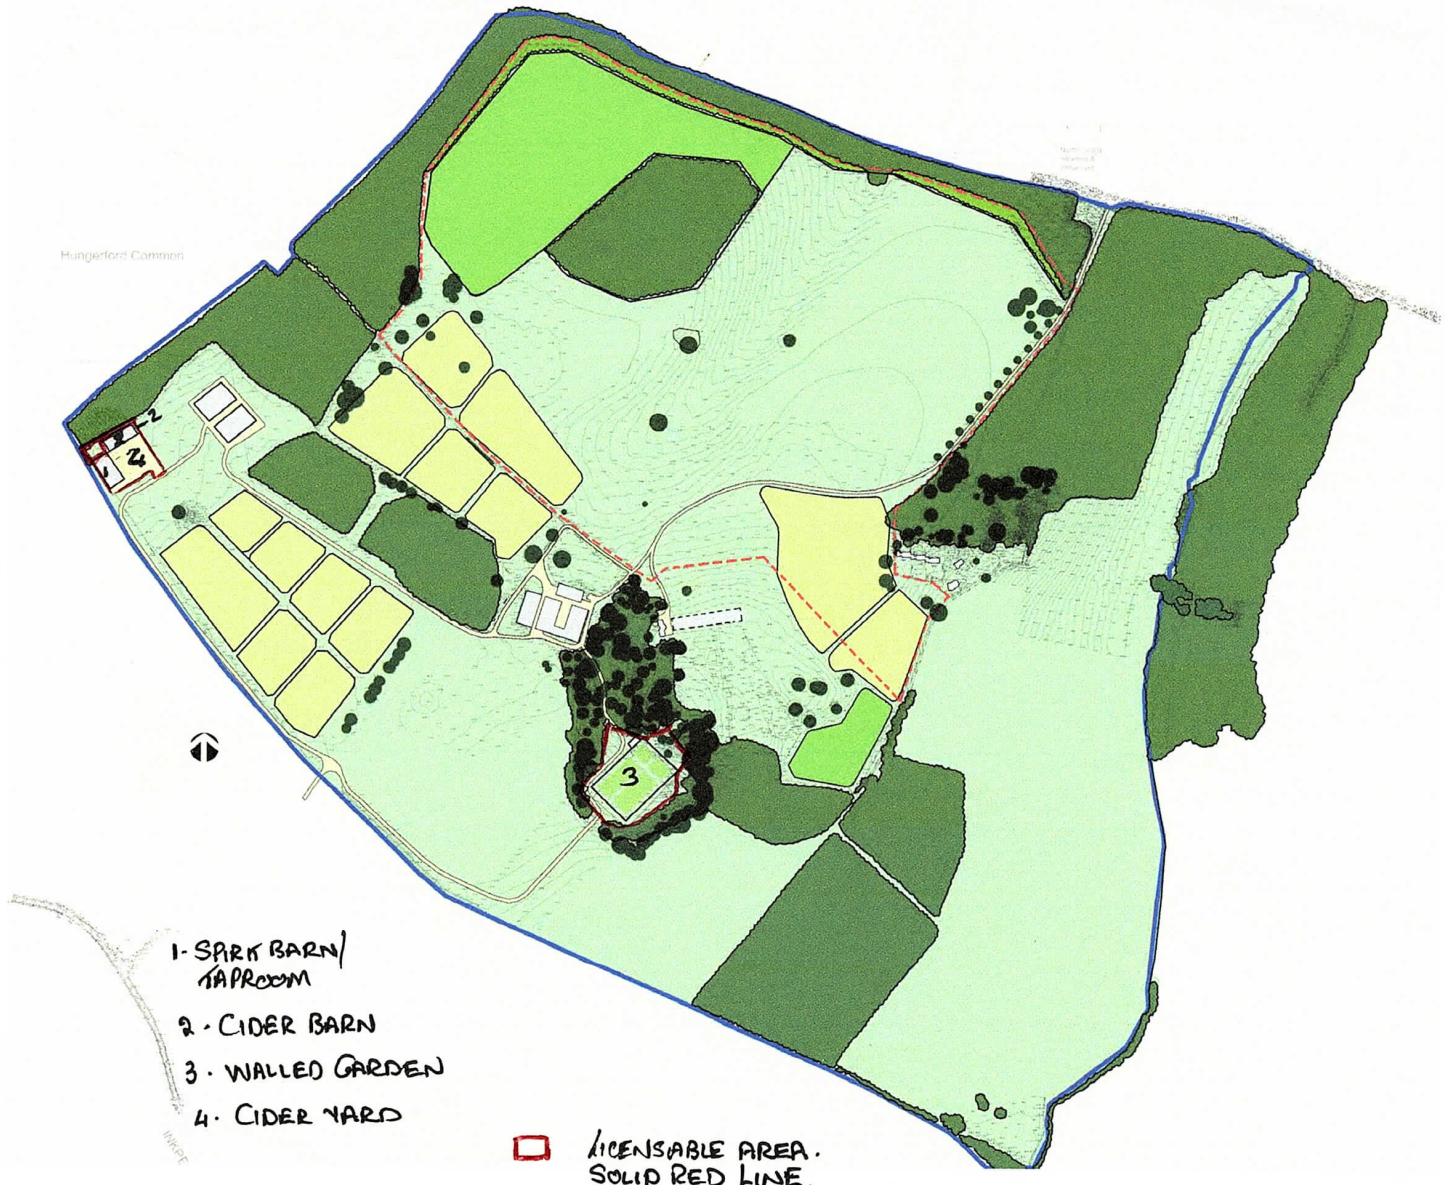 Hungerford Common
2
1
4
3
1. SPARK BARN/
TAPROOM
2. CIDER BARN
3. WALLED GARDEN
4. CIDER YARD
INKPE
LICENSABLE AREA.
SOLID RED LINE.